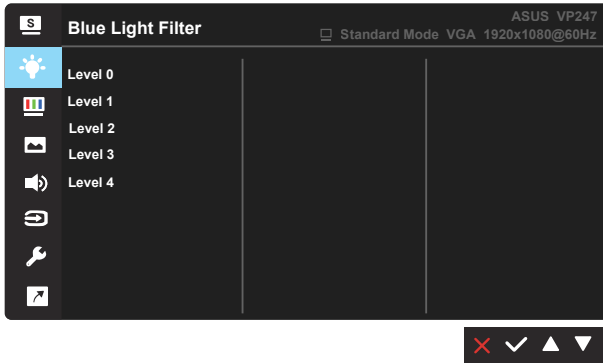 S
Blue Light Filter
ASUS VP247
Standard Mode VGA 1920x1080@60Hz
Level 0
Level 1
Level 2
Level 3
Level 4